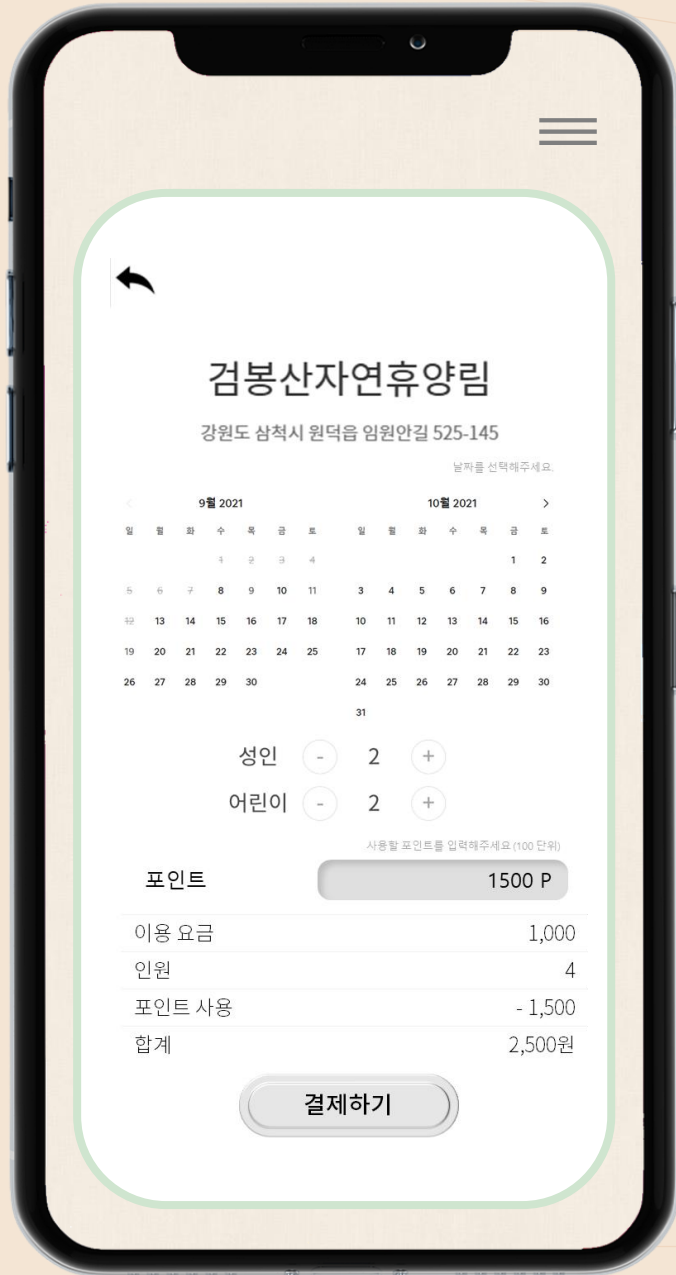 검봉산자연휴양림
강원도 삼척시 원덕읍 임원안길 525-145
날짜를 선택해주세요.
< 9월 2021
일 월 화 수 목 금 토
1 2 3 4
5 6 7 8 9 10 11
12 13 14 15 16 17 18
19 20 21 22 23 24 25
26 27 28 29 30
10월 2021 >
일 월 화 수 목 금 토
1 2
3 4 5 6 7 8 9
10 11 12 13 14 15 16
17 18 19 20 21 22 23
24 25 26 27 28 29 30
31
성인 - 2 +
어린이 - 2 +
사용할 포인트를 입력해주세요 (100 단위)
포인트 1500 P
이용 요금 1,000
인원 4
포인트 사용 - 1,500
합계 2,500원
결제하기